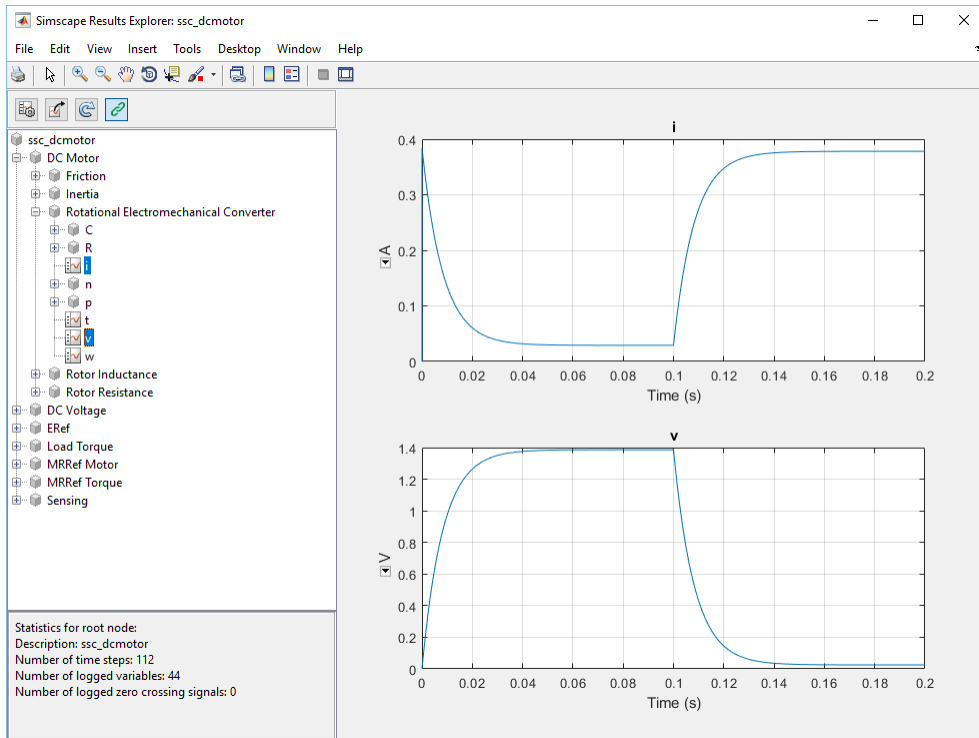 Simscape Results Explorer: ssc_dcmotor
File Edit View Insert Tools Desktop Window Help
ssc_dcmotor
DC Motor
Friction
Inertia
Rotational Electromechanical Converter
C
R
i
n
p
t
v
w
Rotor Inductance
Rotor Resistance
DC Voltage
ERef
Load Torque
MRRef Motor
MRRef Torque
Sensing
Statistics for root node:
Description: ssc_dcmotor
Number of time steps: 112
Number of logged variables: 44
Number of logged zero crossing signals: 0
i
0.4
0.3
0.2
0.1
0
A
0 0.02 0.04 0.06 0.08 0.1 0.12 0.14 0.16 0.18 0.2
Time (s)
v
1.4
1.2
1
0.8
0.6
0.4
0.2
0
V
0 0.02 0.04 0.06 0.08 0.1 0.12 0.14 0.16 0.18 0.2
Time (s)